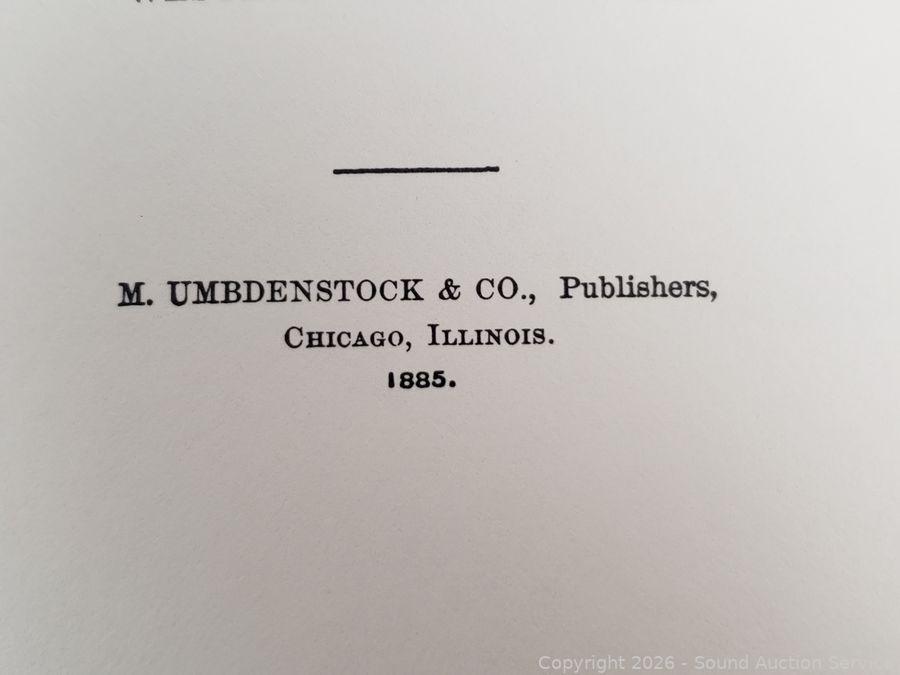 M. UMBDENSTOCK & CO., Publishers,
CHICAGO, ILLINOIS.
1885.
Copyright 2026 - Sound Auction Service